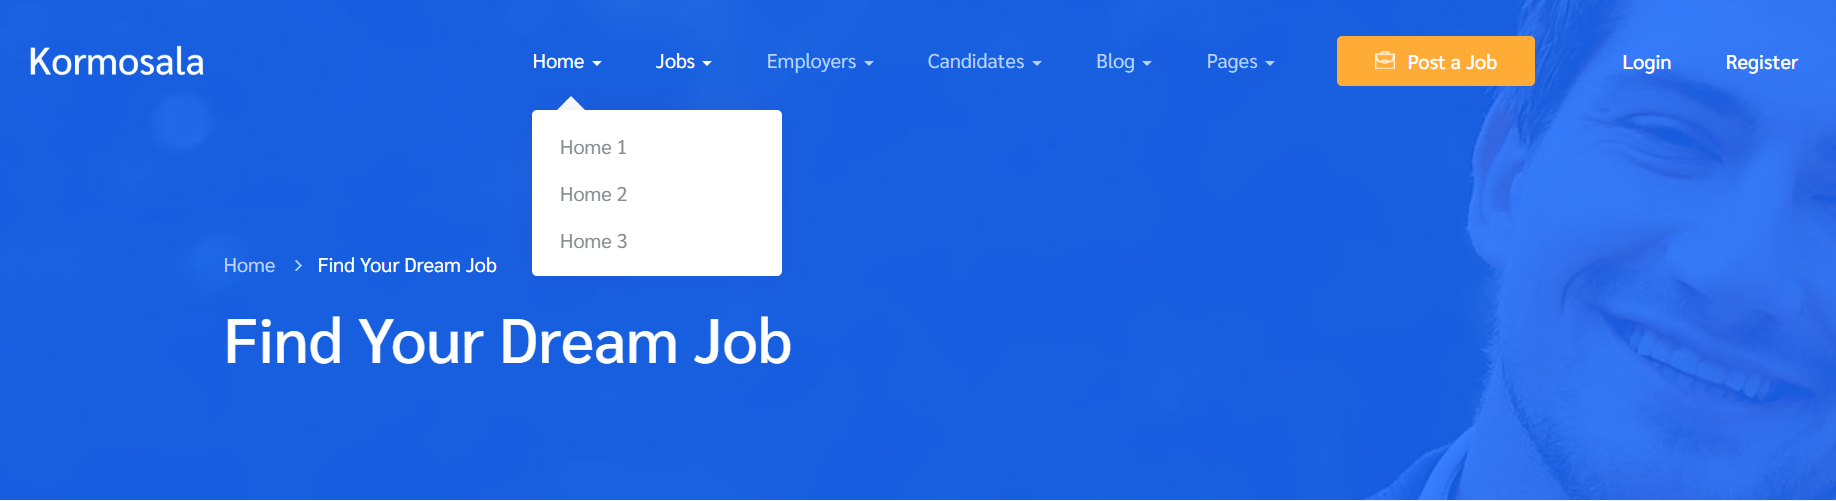 Kormosala Home Jobs Employers Candidates Blog Pages Post a Job Login Register
Home 1
Home 2
Home 3
Home > Find Your Dream Job
Find Your Dream Job